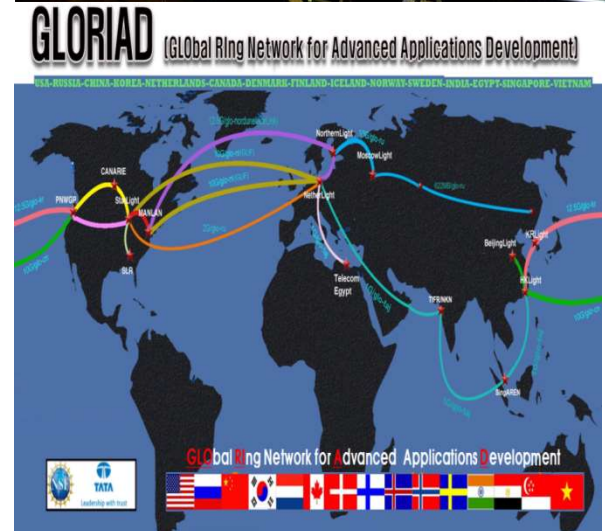 GLORIAD (GLObal RIng Network for Advanced Applications Development)
USA-RUSSIA-CHINA-KOREA-NETHERLANDS-CANADA-DENMARK-FINLAND-ICELAND-NORWAY-SWEDEN-INDIA-EGYPT-SINGAPORE-VIETNAM
NorthernLight
MoscowLight
CANARIE
PNWGP
StarLight
MANLAN
NetherLight
KRLight
BeijingLight
SLR
HKLight
Telecom
Egypt
TIFR/NKN
SingAREN
GLObal RIng Network for Advanced Applications Development
NSF
TATA
Leadership with trust